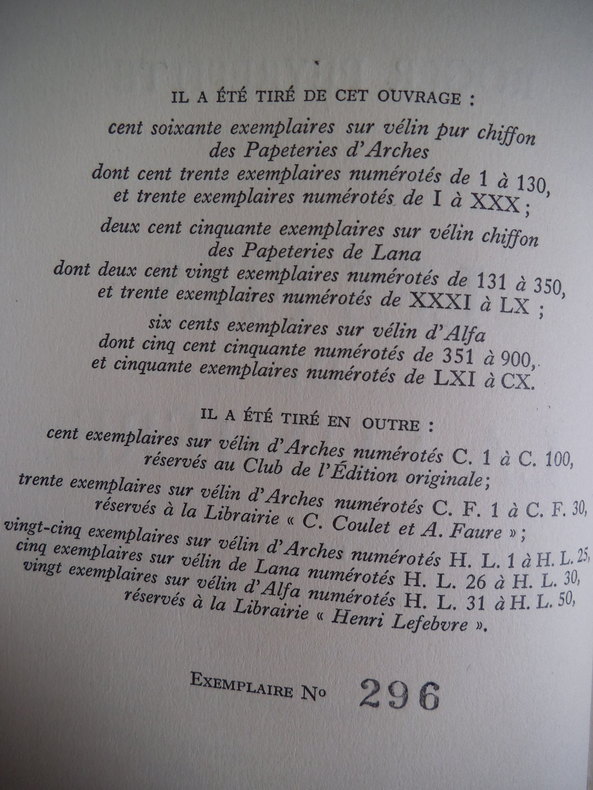 IL A ÉTÉ TIRÉ DE CET OUVRAGE :
cent soixante exemplaires sur vélin pur chiffon
des Papeteries d'Arches
dont cent trente exemplaires numérotés de 1 à 130,
et trente exemplaires numérotés de I à XXX ;
deux cent cinquante exemplaires sur vélin chiffon
des Papeteries de Lana
dont deux cent vingt exemplaires numérotés de 131 à 350,
et trente exemplaires numérotés de XXXI à LX ;
six cents exemplaires sur vélin d'Alfa
dont cinq cent cinquante numérotés de 351 à 900,
et cinquante exemplaires numérotés de LXI à CX.
IL A ÉTÉ TIRÉ EN OUTRE :
cent exemplaires sur vélin d'Arches numérotés C. 1 à C. 100,
réservés au Club de l'Édition originale;
trente exemplaires sur vélin d'Arches numérotés C. F. 1 à C. F. 30,
réservés à la Librairie « C. Coulet et A. Faure » ;
vingt-cinq exemplaires sur vélin d'Arches numérotés H. L. 1 à H. L. 25,
cinq exemplaires sur vélin de Lana numérotés H. L. 26 à H. L. 30,
vingt exemplaires sur vélin d'Alfa numérotés H. L. 31 à H. L. 50,
réservés à la Librairie « Henri Lefebvre ».
EXEMPLAIRE Nº 296